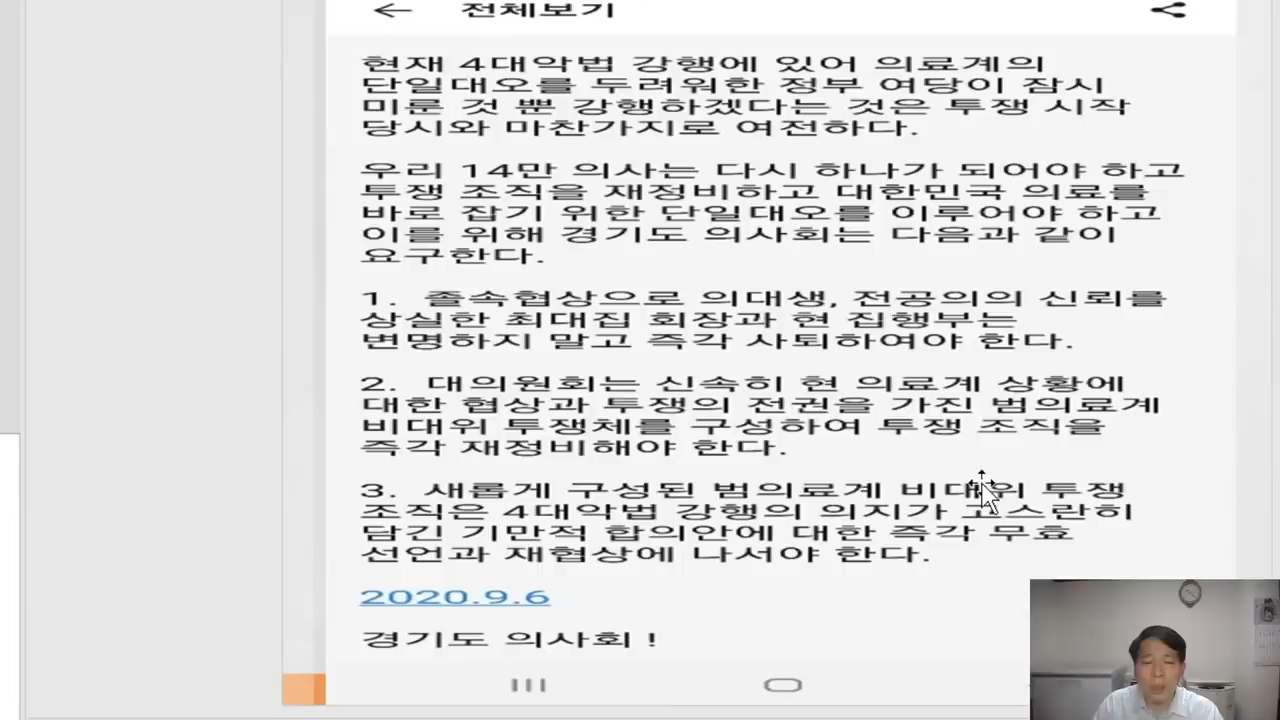 전체보기
현재 4대악법 강행에 있어 의료계의
단일대오를 두려워한 정부 여당이 잠시
미룬 것 뿐 강행하겠다는 것은 투쟁 시작
당시와 마찬가지로 여전하다.
우리 14만 의사는 다시 하나가 되어야 하고
투쟁 조직을 재정비하고 대한민국 의료를
바로 잡기 위한 단일대오를 이루어야 하고
이를 위해 경기도 의사회는 다음과 같이
요구한다.
1. 졸속협상으로 의대생, 전공의의 신뢰를
상실한 최대집 회장과 현 집행부는
변명하지 말고 즉각 사퇴하여야 한다.
2. 대의원회는 신속히 현 의료계 상황에
대한 협상과 투쟁의 전권을 가진 범의료계
비대위 투쟁체를 구성하여 투쟁 조직을
즉각 재정비해야 한다.
3. 새롭게 구성된 범의료계 비대위 투쟁
조직은 4대악법 강행의 의지가 고스란히
담긴 기만적 합의안에 대한 즉각 무효
선언과 재협상에 나서야 한다.
2020.9.6
경기도 의사회 !